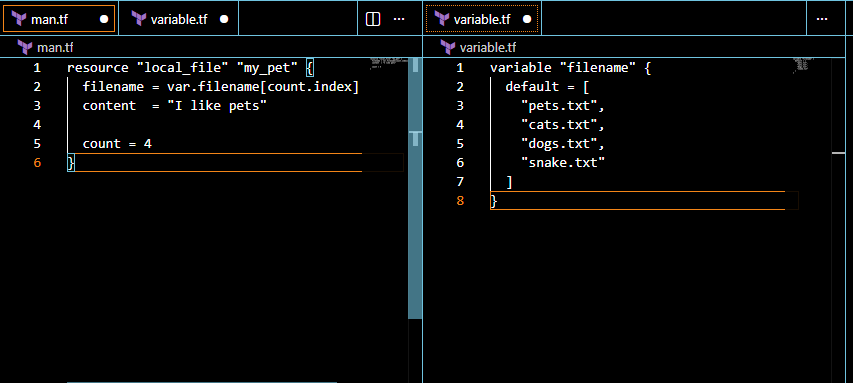 man.tf
variable.tf
···
variable.tf
···
man.tf
variable.tf
1 resource "local_file" "my_pet" {
2   filename = var.filename[count.index]
3   content  = "I like pets"
4
5   count = 4
6 }
1 variable "filename" {
2   default = [
3     "pets.txt",
4     "cats.txt",
5     "dogs.txt",
6     "snake.txt"
7   ]
8 }